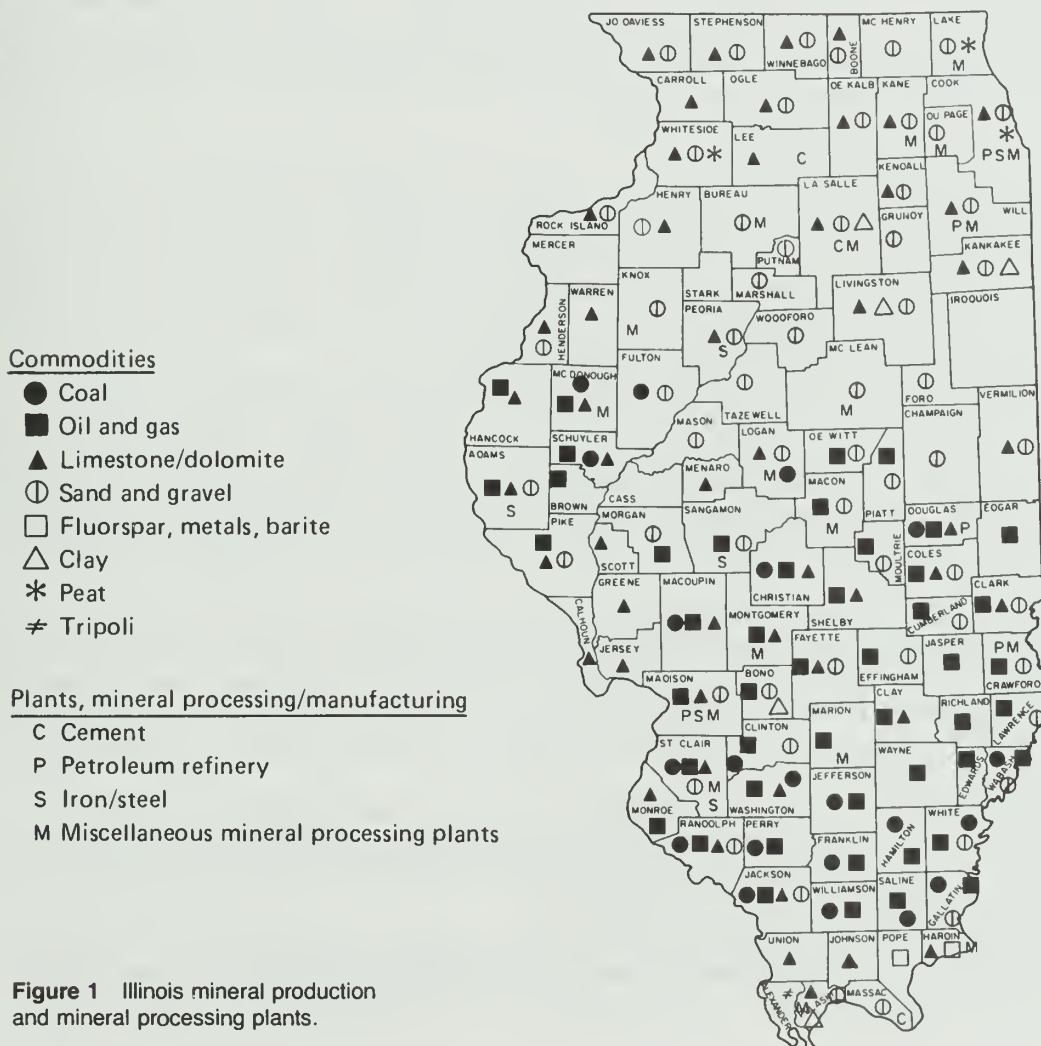 JO DAVIESS
STEPHENSON
WINNEBAGO
BOONE
MC HENRY
LAKE
M
CARROLL
OGLE
DE KALB
KANE
M
COOK
DU PAGE
M
PSM
WHITESIDE
LEE
C
KENDALL
LA SALLE
CM
HENRY
BUREAU
M
GRUNDY
WILL
PM
ROCK ISLAND
MERCER
PUTNAM
KANKAKEE
KNOX
M
STARK
MARSHALL
LIVINGSTON
IROQUOIS
HENDERSON
WARREN
PEORIA
S
WOODFORD
FULTON
MC LEAN
M
FORD
Commodities
Coal
Oil and gas
Limestone/dolomite
Sand and gravel
Fluorspar, metals, barite
Clay
Peat
Tripoli
Plants, mineral processing/manufacturing
C Cement
P Petroleum refinery
S Iron/steel
M Miscellaneous mineral processing plants
MC DONOUGH
M
HANCOCK
TAZEWELL
VERMILION
CHAMPAIGN
MASON
LOGAN
M
DE WITT
SCHUYLER
ADAMS
S
MENARD
MACON
M
PIATT
BROWN
CASS
DOUGLAS
P
EDGAR
PIKE
MORGAN
SANGAMON
S
MOULTRIE
COLES
SCOTT
CHRISTIAN
GREENE
MACOUPIN
SHELBY
CLARK
CUMBERLAND
CALHOUN
JERSEY
MONTGOMERY
M
FAYETTE
EFFINGHAM
JASPER
PM
CRAWFORD
MADISON
PSM
BOND
CLAY
RICHLAND
LAWRENCE
CLINTON
MARION
M
ST CLAIR
M
S
WAYNE
EDWARDS
WABASH
WASHINGTON
JEFFERSON
MONROE
RANDOLPH
PERRY
HAMILTON
WHITE
FRANKLIN
JACKSON
WILLIAMSON
SALINE
GALLATIN
UNION
JOHNSON
POPE
HARDIN
M
ALEXANDER
M
PULASKI
MASSAC
C
Figure 1 Illinois mineral production
and mineral processing plants.